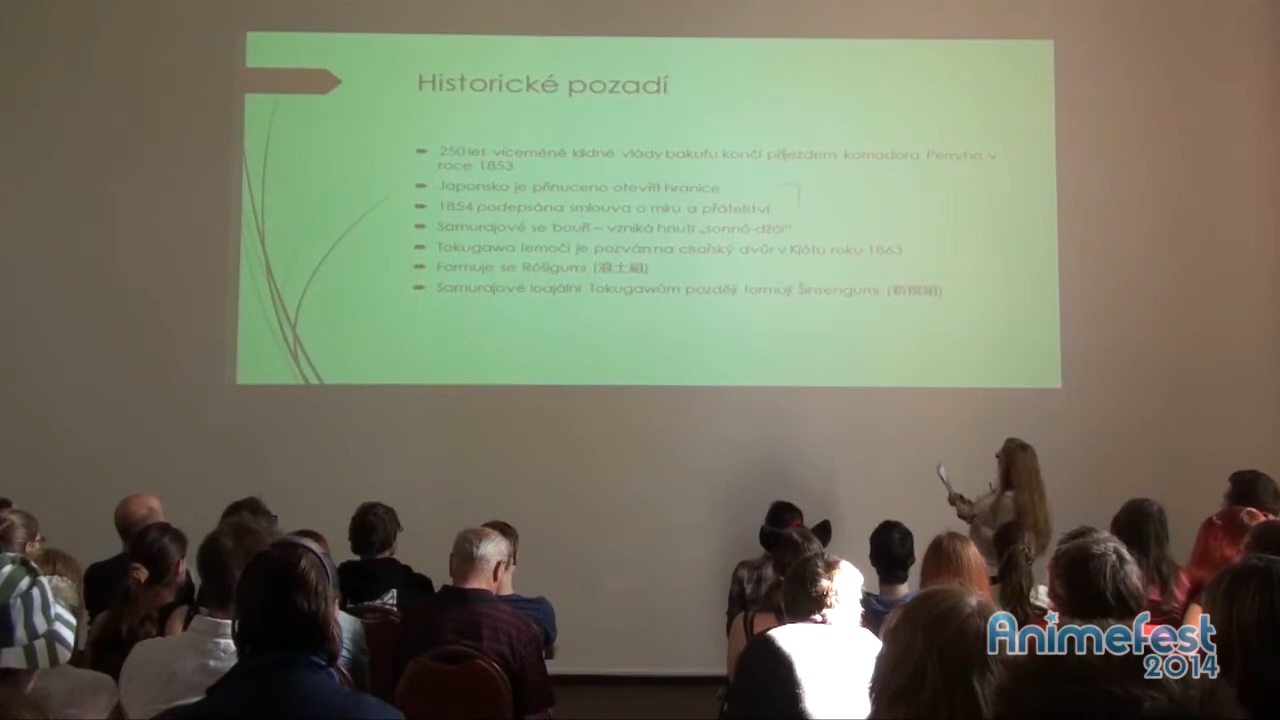 Historické pozadí
250 let víceméně klidné vlády bakufu končí příjezdem komodora Perryho v
roce 1853
Japonsko je přinuceno otevřít hranice
1854 podepsána smlouva o míru a přátelství
Samurajové se bouří – vzniká hnutí „sonnó-džói“
Tokugawa Iemoči je pozván na císařský dvůr v Kjótu roku 1863
Formuje se Róšigumi (浪士組)
Samurajové loajální Tokugawům později formují Šinsengumi (新撰組)
Animefest
2014